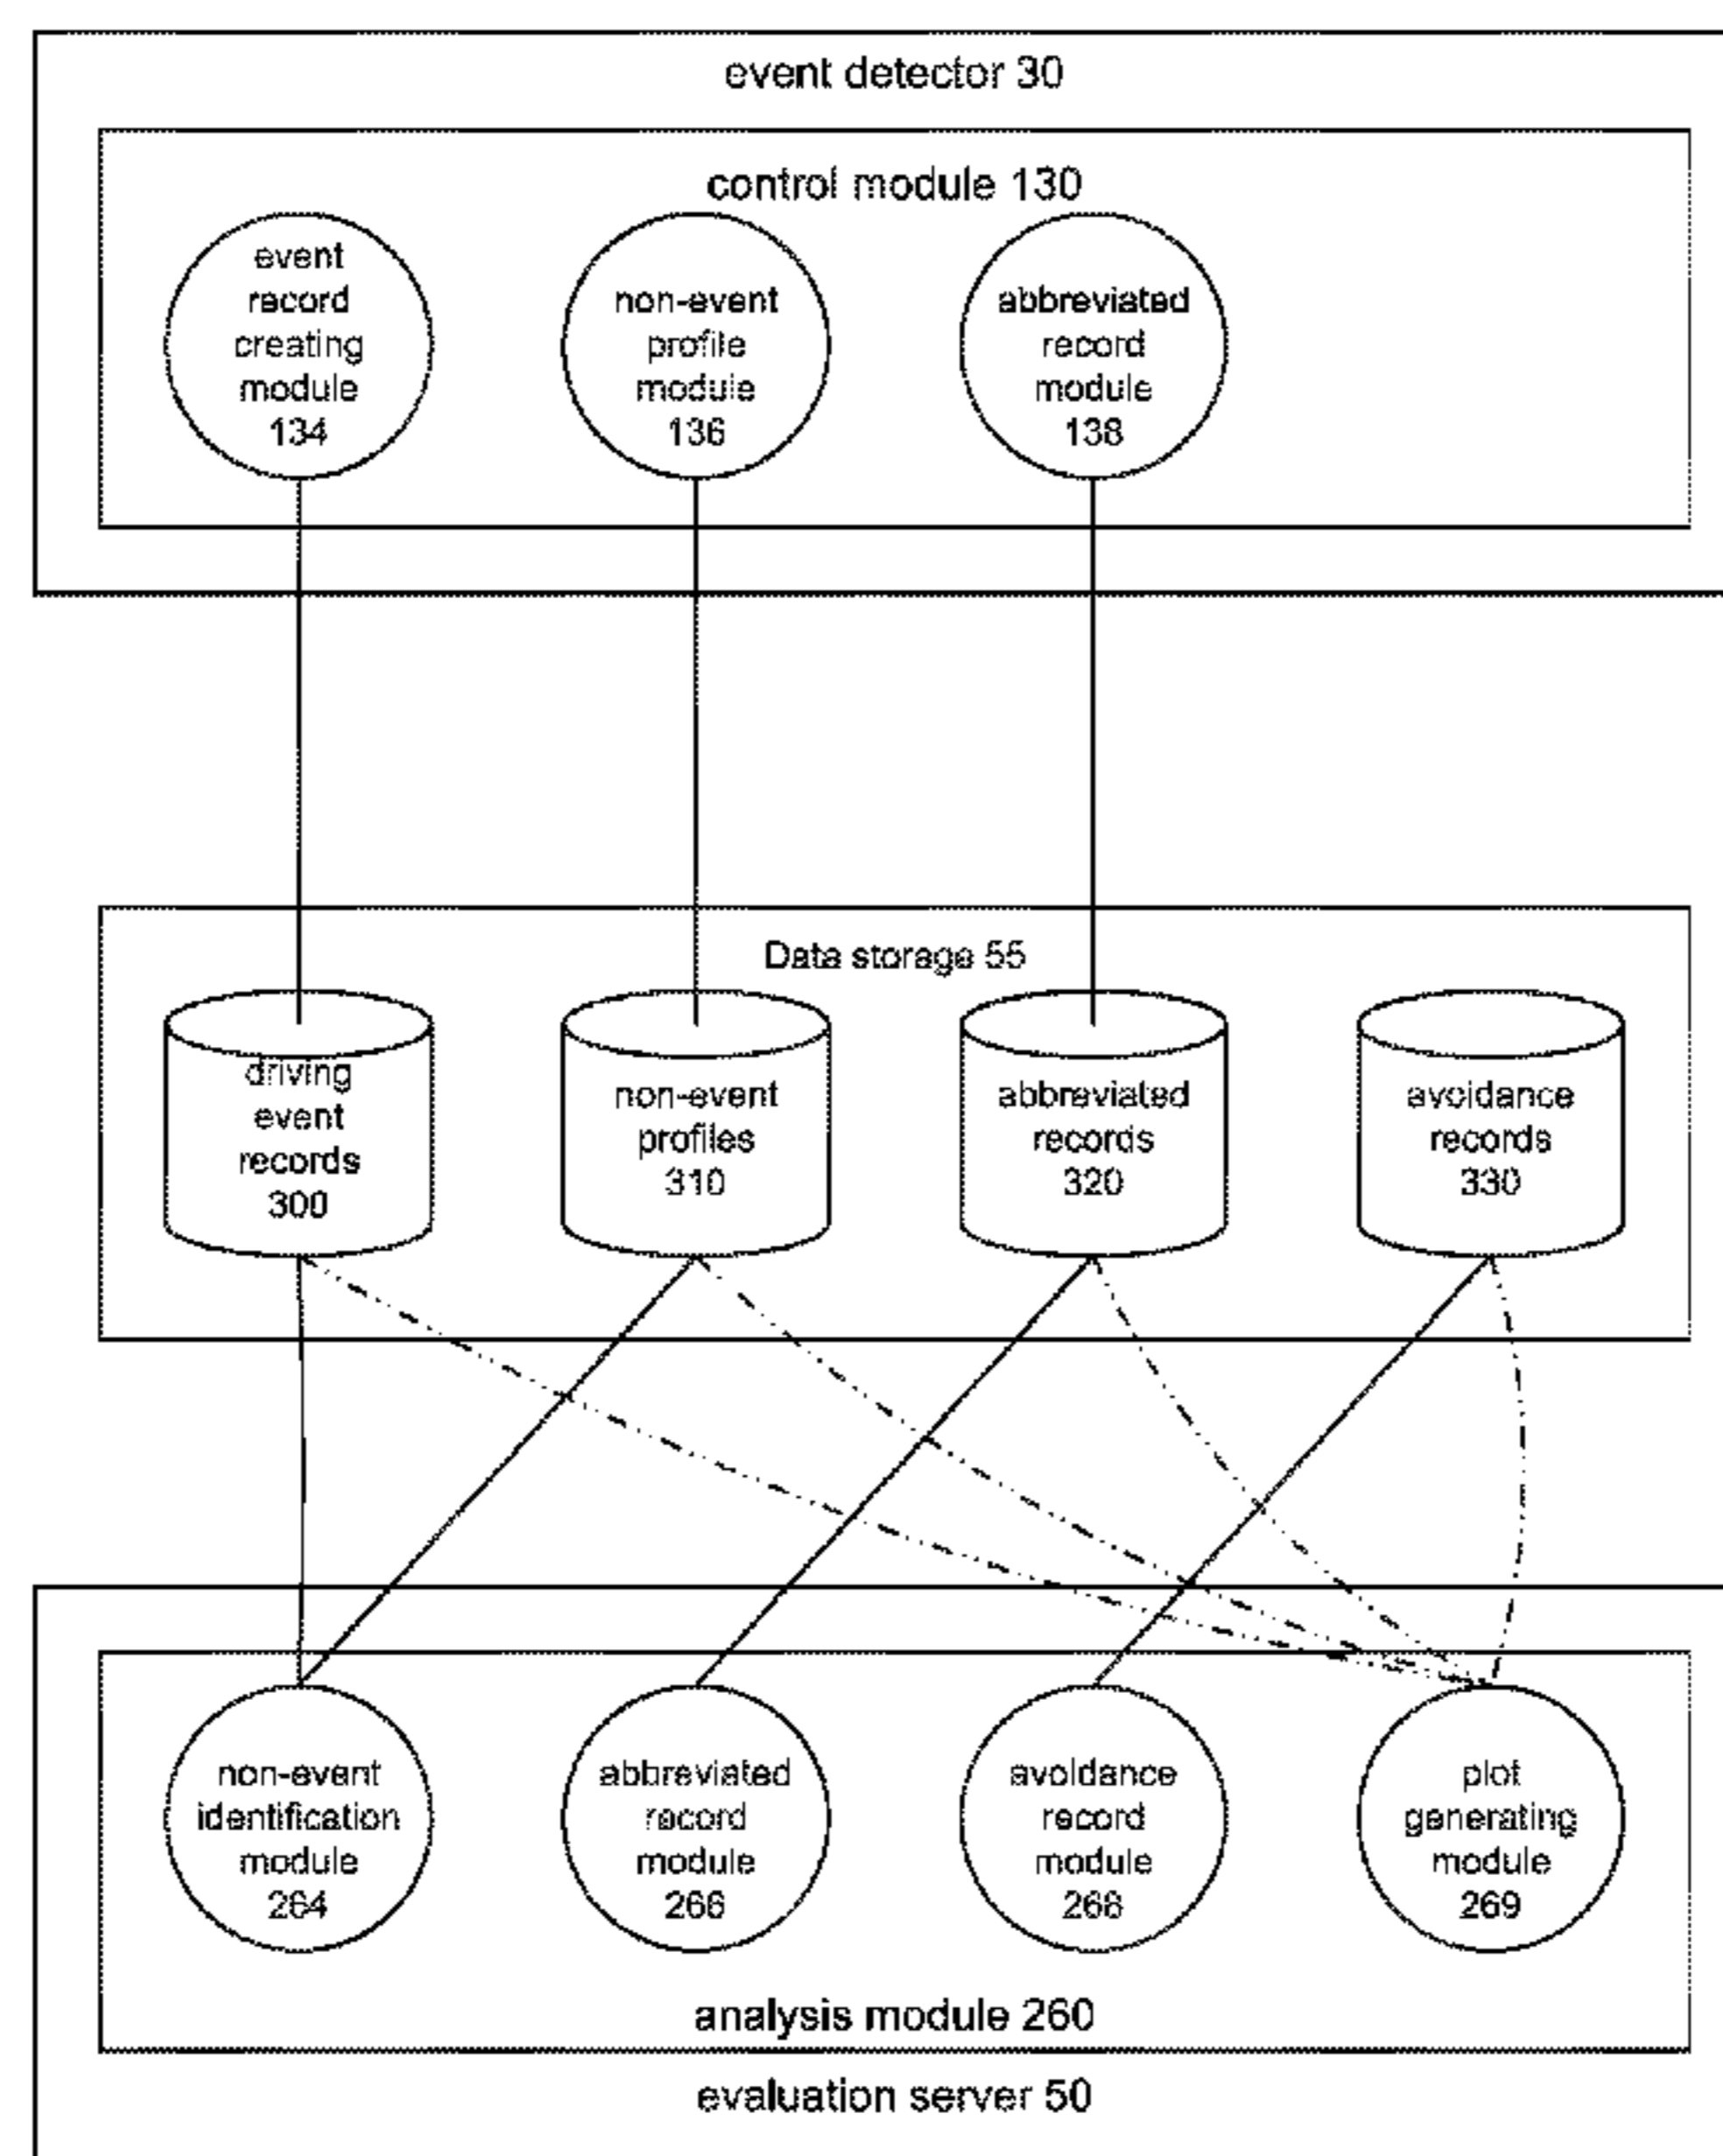 event detector 30
control module 130
event
record
creating
module
134
non-event
profile
module
136
abbreviated
record
module
138
Data storage 55
driving
event
records
300
non-event
profiles
310
abbreviated
records
320
avoidance
records
330
non-event
identification
module
264
abbreviated
record
module
266
avoidance
record
module
268
plot
generating
module
269
analysis module 260
evaluation server 50